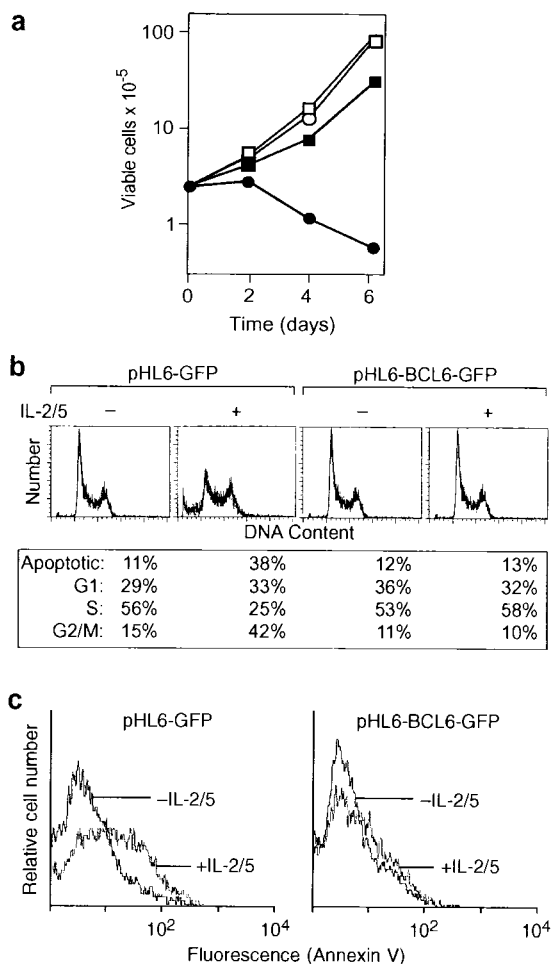 a
100
10
1
Viable cells x 10-5
0 2 4 6
Time (days)
b
pHL6-GFP pHL6-BCL6-GFP
IL-2/5 – + – +
Number
DNA Content
Apoptotic: 11% 38% 12% 13%
G1: 29% 33% 36% 32%
S: 56% 25% 53% 58%
G2/M: 15% 42% 11% 10%
c
pHL6-GFP pHL6-BCL6-GFP
Relative cell number
–IL-2/5 –IL-2/5
+IL-2/5 +IL-2/5
102 104 102 104
Fluorescence (Annexin V)